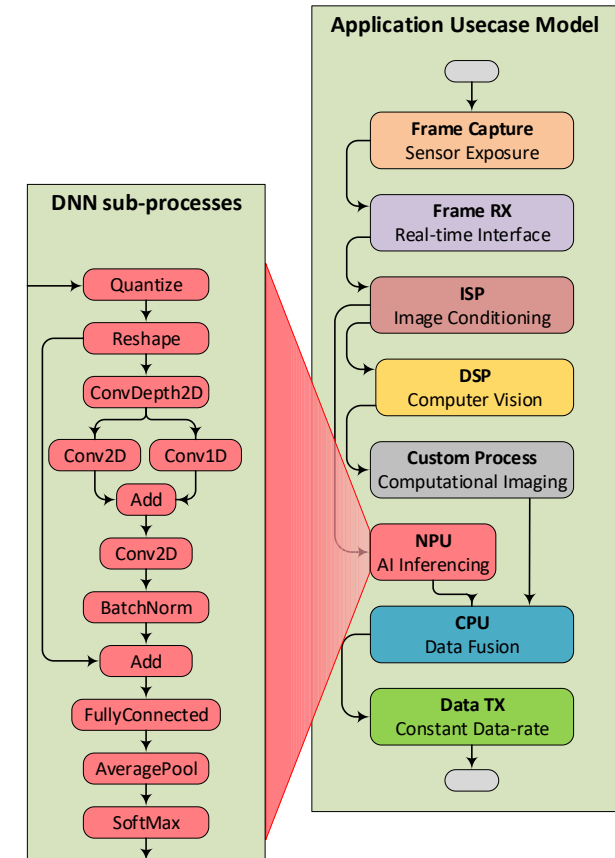 Application Usecase Model
Frame Capture
Sensor Exposure
Frame RX
Real-time Interface
ISP
Image Conditioning
DSP
Computer Vision
Custom Process
Computational Imaging
NPU
AI Inferencing
CPU
Data Fusion
Data TX
Constant Data-rate
DNN sub-processes
Quantize
Reshape
ConvDepth2D
Conv2D
Conv1D
Add
Conv2D
BatchNorm
Add
FullyConnected
AveragePool
SoftMax